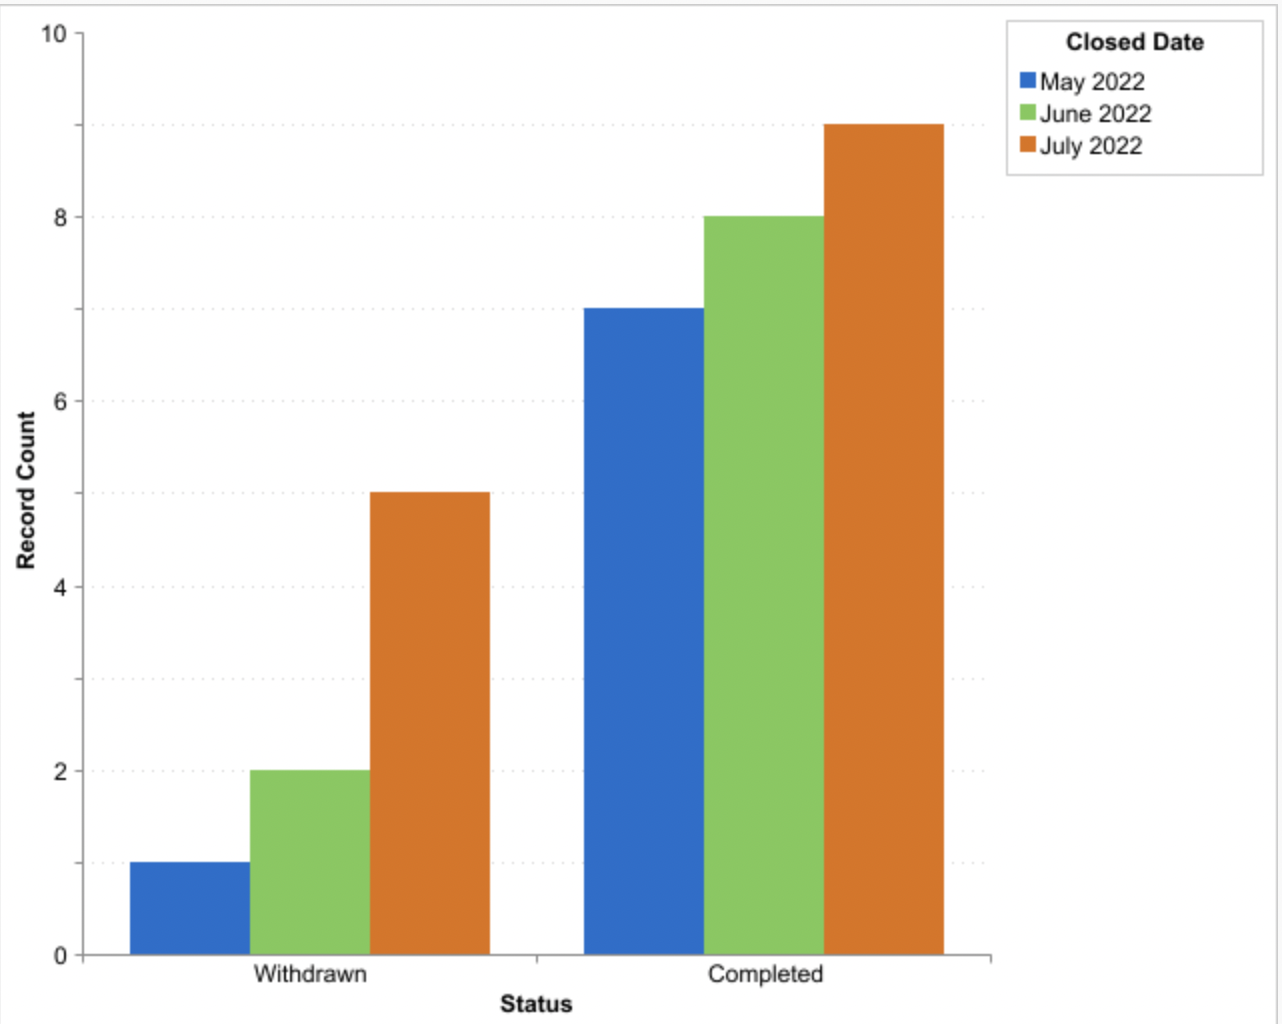 10
8
6
4
2
0
Record Count
Withdrawn
Completed
Status
Closed Date
May 2022
June 2022
July 2022